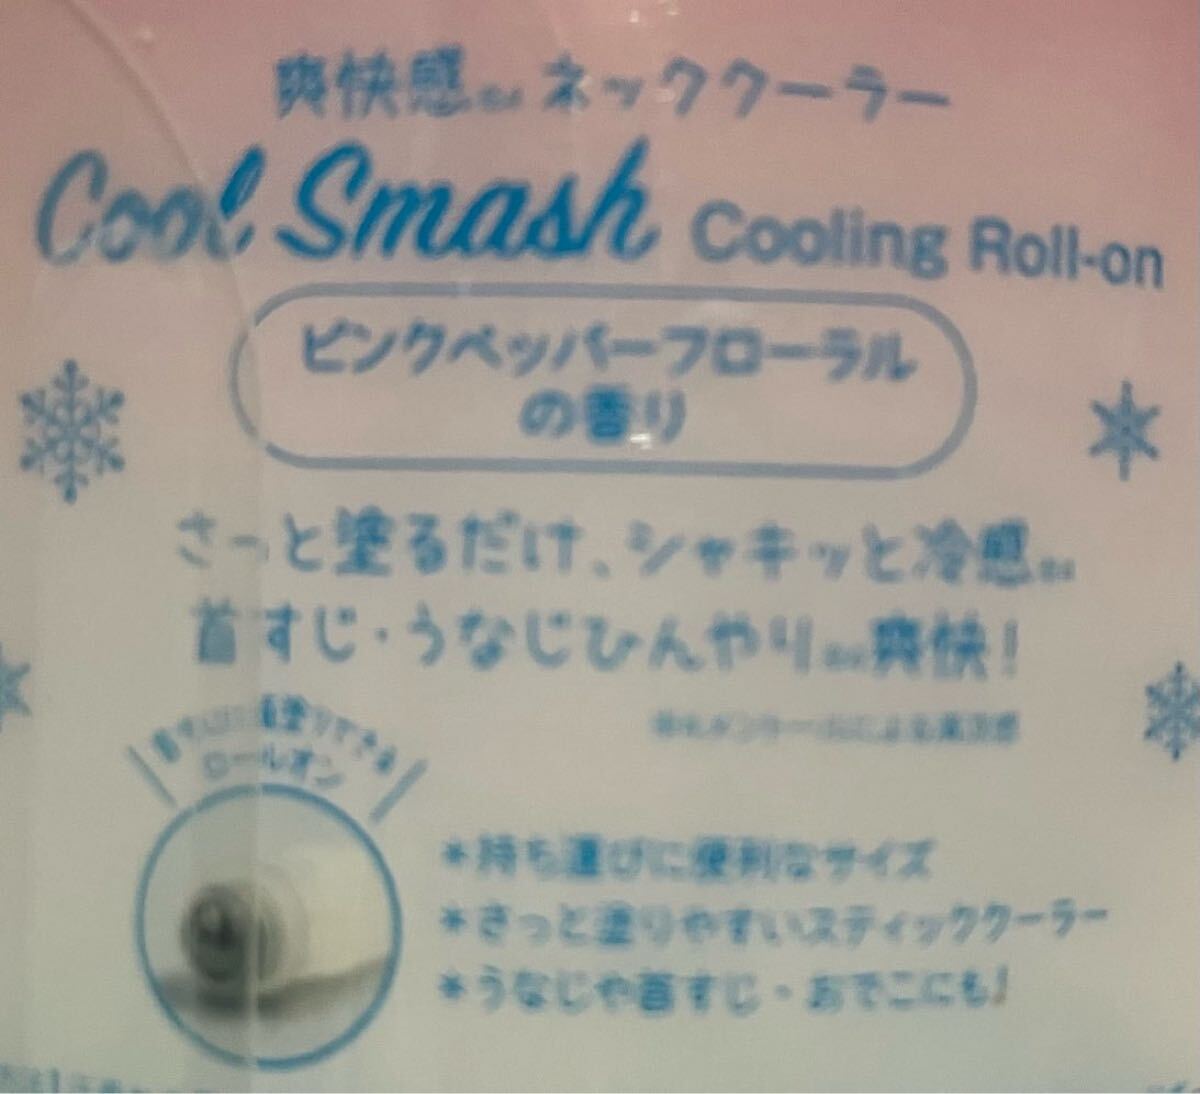 爽快感 ネッククーラー
Cool Smash Cooling Roll-on
ピンクペッパーフローラル
の香り
さっと塗るだけ、シャキッと冷感
首すじ・うなじひんやり 爽快!
塗りできる
ロールオン
*持ち運びに便利なサイズ
*さっと塗りやすいスティッククーラー
*うなじや首すじ・おでこにも!